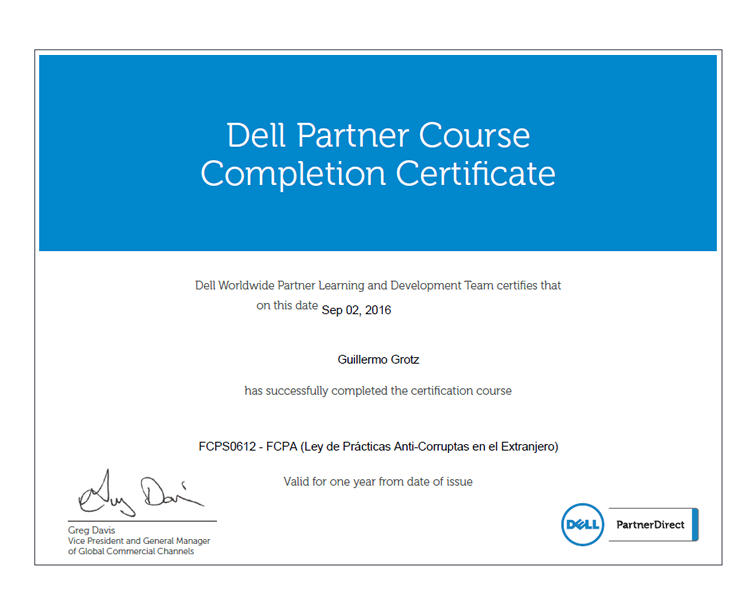 Dell Partner Course
Completion Certificate
Dell Worldwide Partner Learning and Development Team certifies that
on this date Sep 02, 2016
Guillermo Grotz
has successfully completed the certification course
FCPS0612 - FCPA (Ley de Prácticas Anti-Corruptas en el Extranjero)
Valid for one year from date of issue
Greg Davis
Greg Davis
Vice President and General Manager
of Global Commercial Channels
DELL PartnerDirect